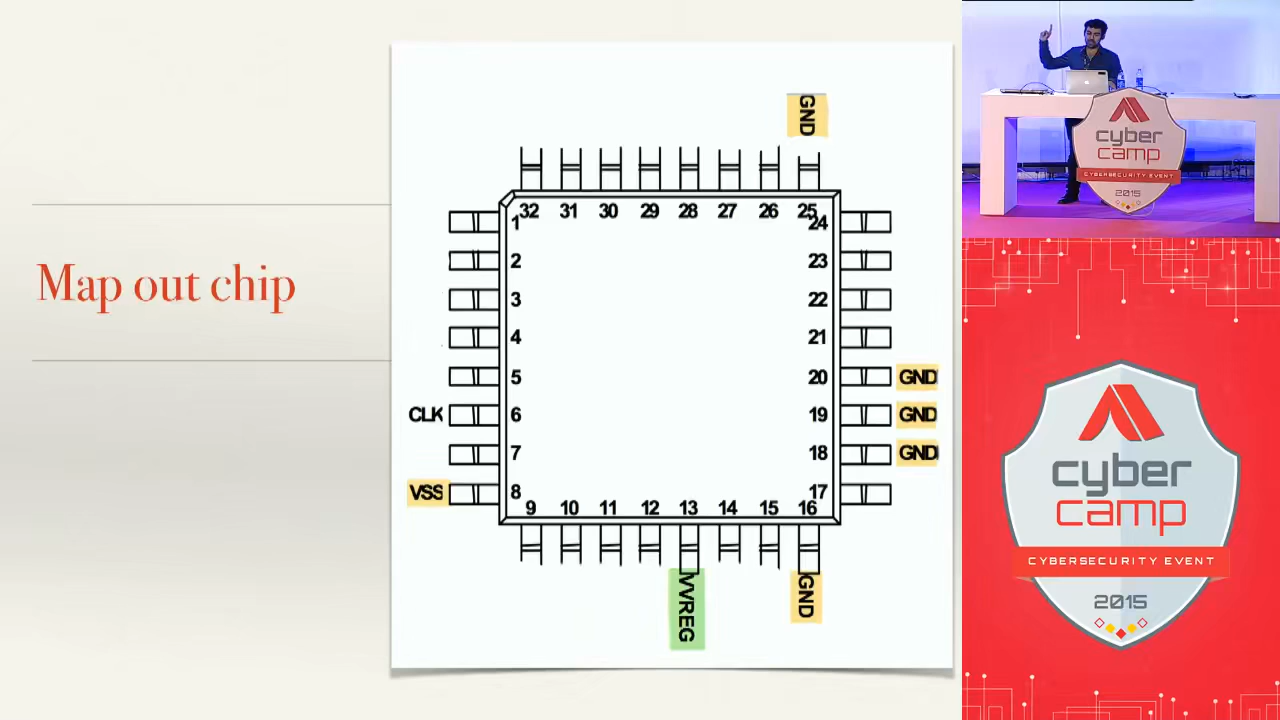 Map out chip
GND
32 31 30 29 28 27 26 25
1
24
2
23
3
22
4
21
5
20
GND
CLK
6
19
GND
7
18
GND
VSS
8
17
9 10 11 12 13 14 15 16
VVREG
GND
cyber
camp
CYBERSECURITY EVENT
2015
cyber
camp
CYBERSECURITY EVENT
2015